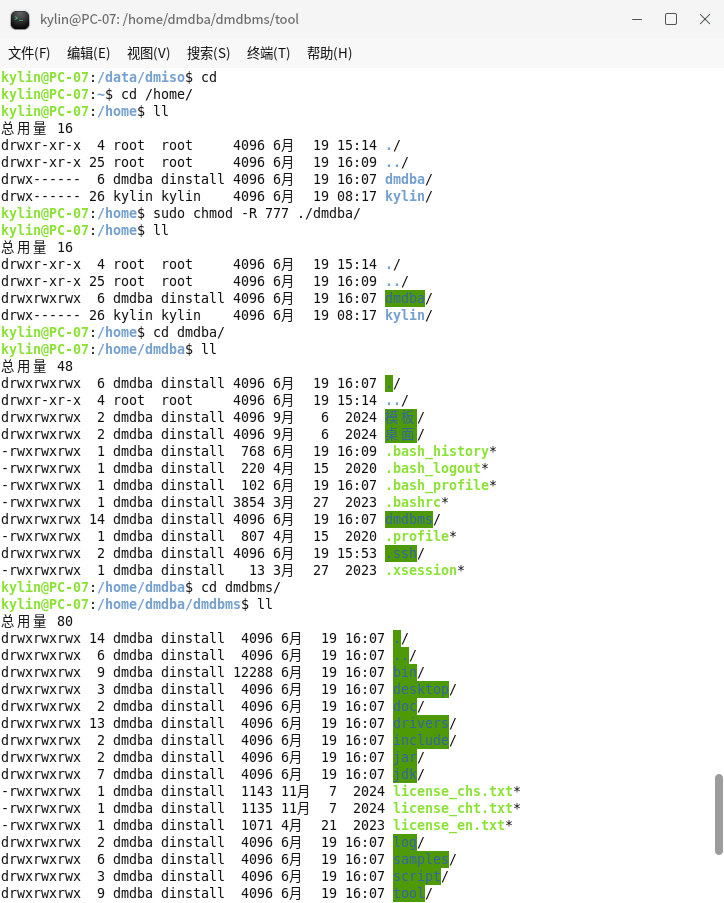 kylin@PC-07: /home/dmdba/dmdbms/tool
文件(F) 编辑(E) 视图(V) 搜索(S) 终端(T) 帮助(H)
kylin@PC-07:/data/dmiso$ cd
kylin@PC-07:~$ cd /home/
kylin@PC-07:/home$ ll
总用量 16
drwxr-xr-x  4 root  root     4096 6月  19 15:14 ./
drwxr-xr-x 25 root  root     4096 6月  19 16:09 ../
drwx------  6 dmdba dinstall 4096 6月  19 16:07 dmdba/
drwx------ 26 kylin kylin    4096 6月  19 08:17 kylin/
kylin@PC-07:/home$ sudo chmod -R 777 ./dmdba/
kylin@PC-07:/home$ ll
总用量 16
drwxr-xr-x  4 root  root     4096 6月  19 15:14 ./
drwxr-xr-x 25 root  root     4096 6月  19 16:09 ../
drwxrwxrwx  6 dmdba dinstall 4096 6月  19 16:07 dmdba/
drwx------ 26 kylin kylin    4096 6月  19 08:17 kylin/
kylin@PC-07:/home$ cd dmdba/
kylin@PC-07:/home/dmdba$ ll
总用量 48
drwxrwxrwx  6 dmdba dinstall 4096 6月  19 16:07 ./
drwxr-xr-x  4 root  root     4096 6月  19 15:14 ../
drwxrwxrwx  2 dmdba dinstall 4096 9月   6  2024 模板/
drwxrwxrwx  2 dmdba dinstall 4096 9月   6  2024 桌面/
-rwxrwxrwx  1 dmdba dinstall  768 6月  19 16:09 .bash_history*
-rwxrwxrwx  1 dmdba dinstall  220 4月  15  2020 .bash_logout*
-rwxrwxrwx  1 dmdba dinstall  102 6月  19 16:07 .bash_profile*
-rwxrwxrwx  1 dmdba dinstall 3854 3月  27  2023 .bashrc*
drwxrwxrwx 14 dmdba dinstall 4096 6月  19 16:07 dmdbms/
-rwxrwxrwx  1 dmdba dinstall  807 4月  15  2020 .profile*
drwxrwxrwx  2 dmdba dinstall 4096 6月  19 15:53 .ssh/
-rwxrwxrwx  1 dmdba dinstall   13 3月  27  2023 .xsession*
kylin@PC-07:/home/dmdba$ cd dmdbms/
kylin@PC-07:/home/dmdba/dmdbms$ ll
总用量 80
drwxrwxrwx 14 dmdba dinstall  4096 6月  19 16:07 ./
drwxrwxrwx  6 dmdba dinstall  4096 6月  19 16:07 ../
drwxrwxrwx  9 dmdba dinstall 12288 6月  19 16:07 bin/
drwxrwxrwx  3 dmdba dinstall  4096 6月  19 16:07 desktop/
drwxrwxrwx  2 dmdba dinstall  4096 6月  19 16:07 doc/
drwxrwxrwx 13 dmdba dinstall  4096 6月  19 16:07 drivers/
drwxrwxrwx  2 dmdba dinstall  4096 6月  19 16:07 include/
drwxrwxrwx  2 dmdba dinstall  4096 6月  19 16:07 jar/
drwxrwxrwx  7 dmdba dinstall  4096 6月  19 16:07 jdk/
-rwxrwxrwx  1 dmdba dinstall  1143 11月  7  2024 license_chs.txt*
-rwxrwxrwx  1 dmdba dinstall  1135 11月  7  2024 license_cht.txt*
-rwxrwxrwx  1 dmdba dinstall  1071 4月  21  2023 license_en.txt*
drwxrwxrwx  2 dmdba dinstall  4096 6月  19 16:07 log/
drwxrwxrwx  6 dmdba dinstall  4096 6月  19 16:07 samples/
drwxrwxrwx  3 dmdba dinstall  4096 6月  19 16:07 script/
drwxrwxrwx  9 dmdba dinstall  4096 6月  19 16:07 tool/